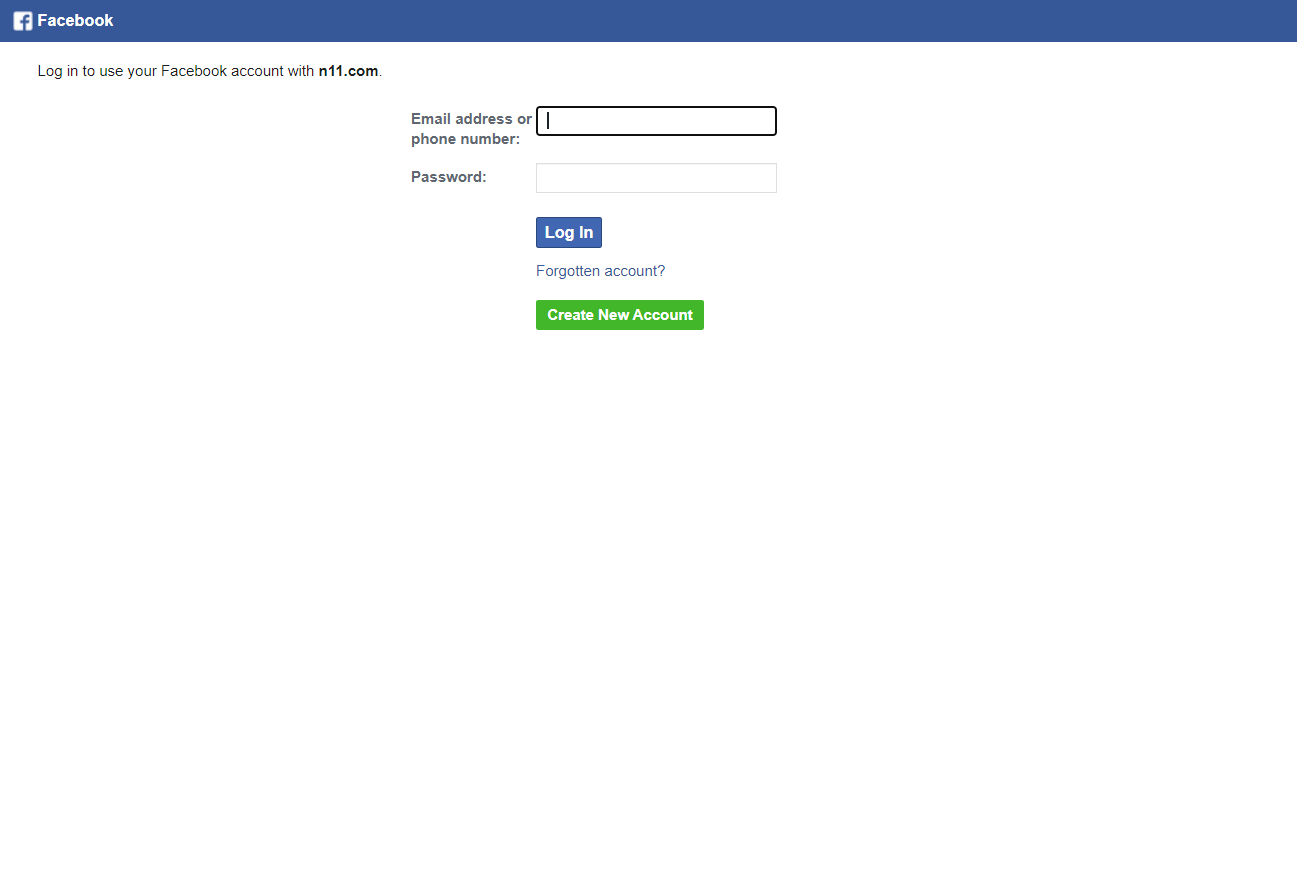 Facebook
Log in to use your Facebook account with n11.com.
Email address or
phone number:
Password:
Log In
Forgotten account?
Create New Account